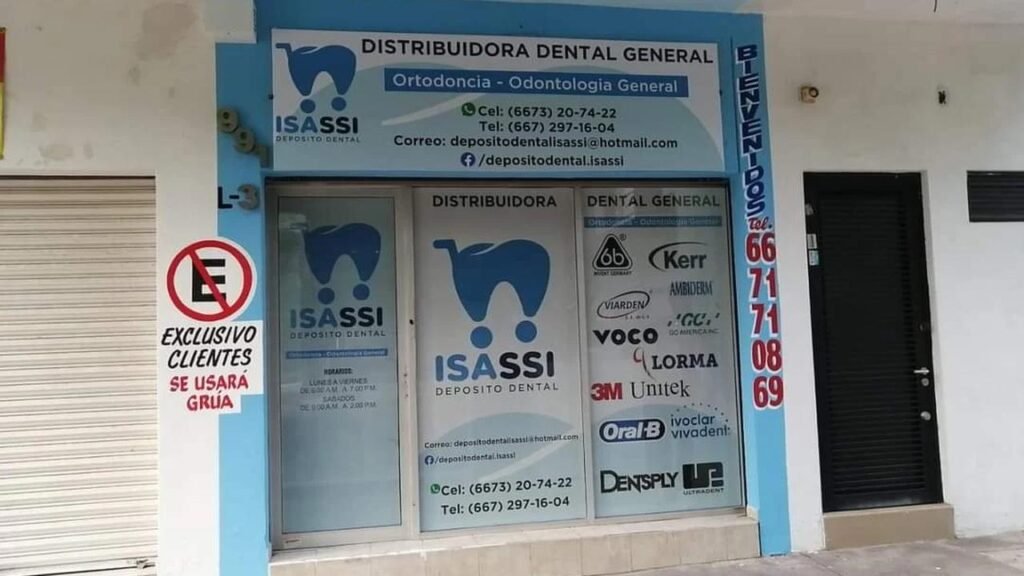 DISTRIBUIDORA DENTAL GENERAL
Ortodoncia - Odontologia General
ISASSI
DEPOSITO DENTAL
Cel: (6673) 20-74-22
Tel: (667) 297-16-04
Correo: depositodentalisassi@hotmail.com
/depositodental.isassi
L-3
E
EXCLUSIVO
CLIENTES
SE USARÁ
GRÚA
ISASSI
DEPOSITO DENTAL
Ortodoncia - Odontologia General
HORARIOS:
LUNES A VIERNES
DE 9:00 A.M. A 7:00 P.M.
SABADOS
DE 9:00 A.M. A 2:00 P.M.
DISTRIBUIDORA
ISASSI
DEPOSITO DENTAL
Correo: depositodentalisassi@hotmail.com
/depositodental.isassi
Cel: (6673) 20-74-22
Tel: (667) 297-16-04
DENTAL GENERAL
Ortodoncia - Odontologia General
Kerr
AMBIDERM
VIARDEN
GC
GC AMERICA INC.
VOCO
LORMA
3M Unitek
Oral-B
ivoclar
vivadent
DENTSPLY
UP
ULTRADENT
BIENVENIDOS
tel.
66
71
71
08
69